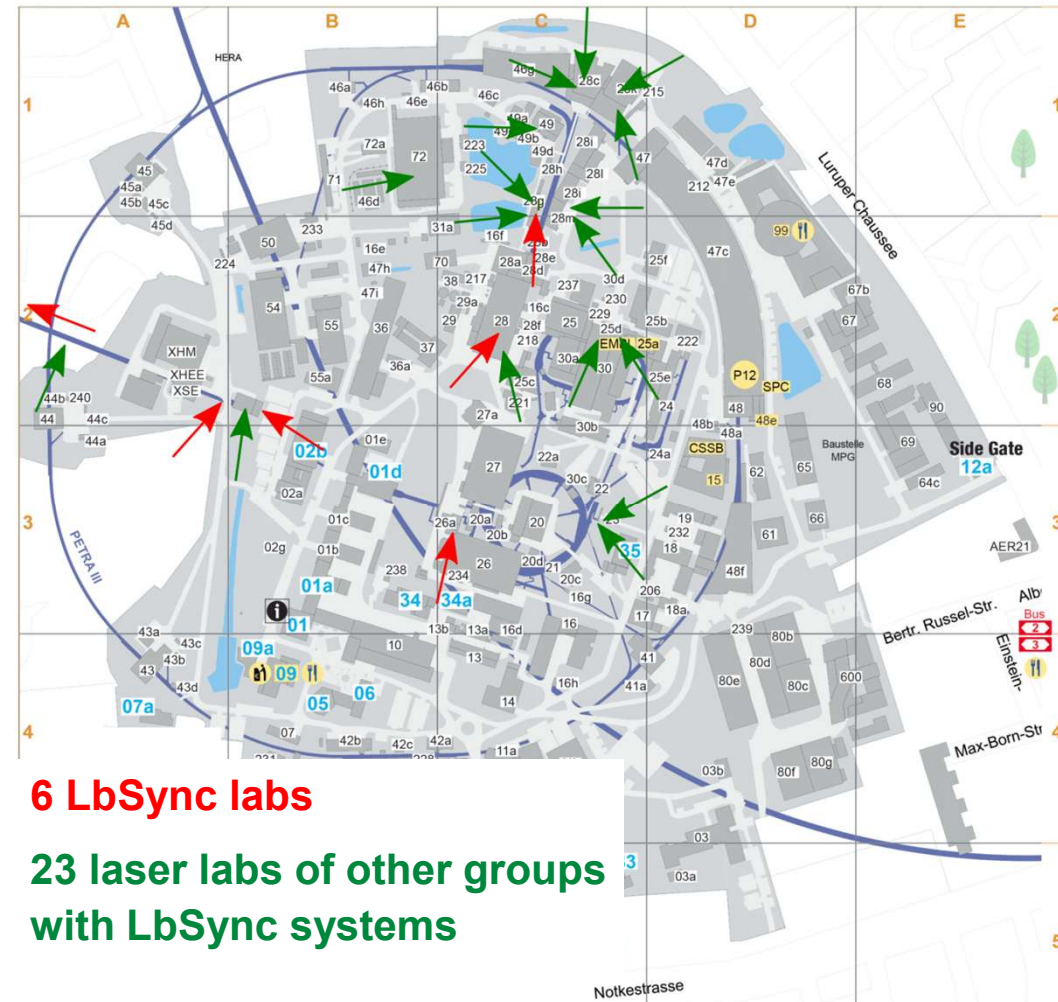 A B C D E
HERA
1 46a 46b 46g 28c 215 1
46h 46e 46c
72a 72 223 49 49b 28i 47 47d
45 71 225 49d 28h 28l 212 47e
45a 46d 28g 28i
45b 45c 28m
45d 50 233 31a 16f 47c 99 Luruper Chaussee
224 16e 70 28a 28e 25f
47h 38 217 28d 237 30d 67b
2 54 47i 29a 16c 230 2
55 36 29 28 28f 25 229 25b 67
XHM 37 218 25d 222
XHEE 36a 30a EMBL 25a P12 68
XSE 55a 25c 30 25e SPC
44b 240 221 24 48 90
44 44c 27a 30b 48b 48a 48e
44a 02b 01e 22a 24a CSSB Baustelle MPG 69 Side Gate
01d 27 30c 62 65 12a
02a 22 15 64c
3 01c 26a 20a 20 23 19 66 3
02g 01b 20b 35 232 61 AER21
PETRA III 238 234 26 20d 21 18 48f
01a 34 34a 20c 206 Alb
01 16g 17 18a Bertr. Russel-Str. Bus
43a 13b 13a 16d 16 239 80b 2
43c 09a 10 3
43 43b 09 13 41 80d Einstein-
43d 06 16h 41a 80e 80c 600
07a 05 14
4 07 42b 42c 42a 11a 03b 80g Max-Born-Str 4
80f
6 LbSync labs
03
23 laser labs of other groups
03a
with LbSync systems
5
Notkestrasse